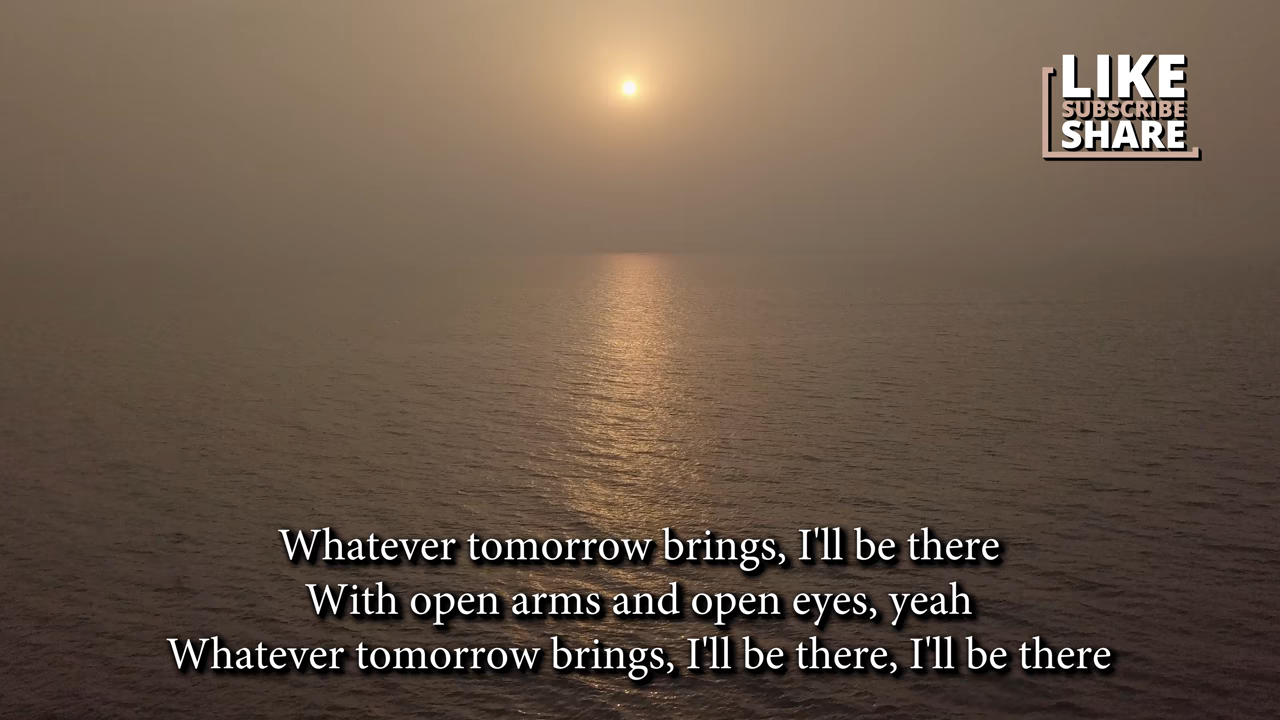 LIKE
SUBSCRIBE
SHARE
Whatever tomorrow brings, I'll be there
With open arms and open eyes, yeah
Whatever tomorrow brings, I'll be there, I'll be there